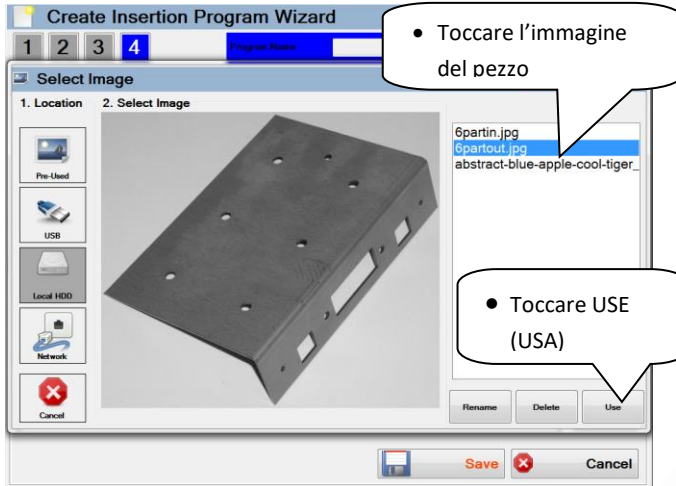 Create Insertion Program Wizard
1 2 3 4
Program Name
• Toccare l'immagine
del pezzo
Select Image
1. Location
2. Select Image
Pre-Used
USB
Local HDD
Network
Cancel
6partin.jpg
6partout.jpg
abstract-blue-apple-cool-tiger_
• Toccare USE
(USA)
Rename
Delete
Use
Save
Cancel